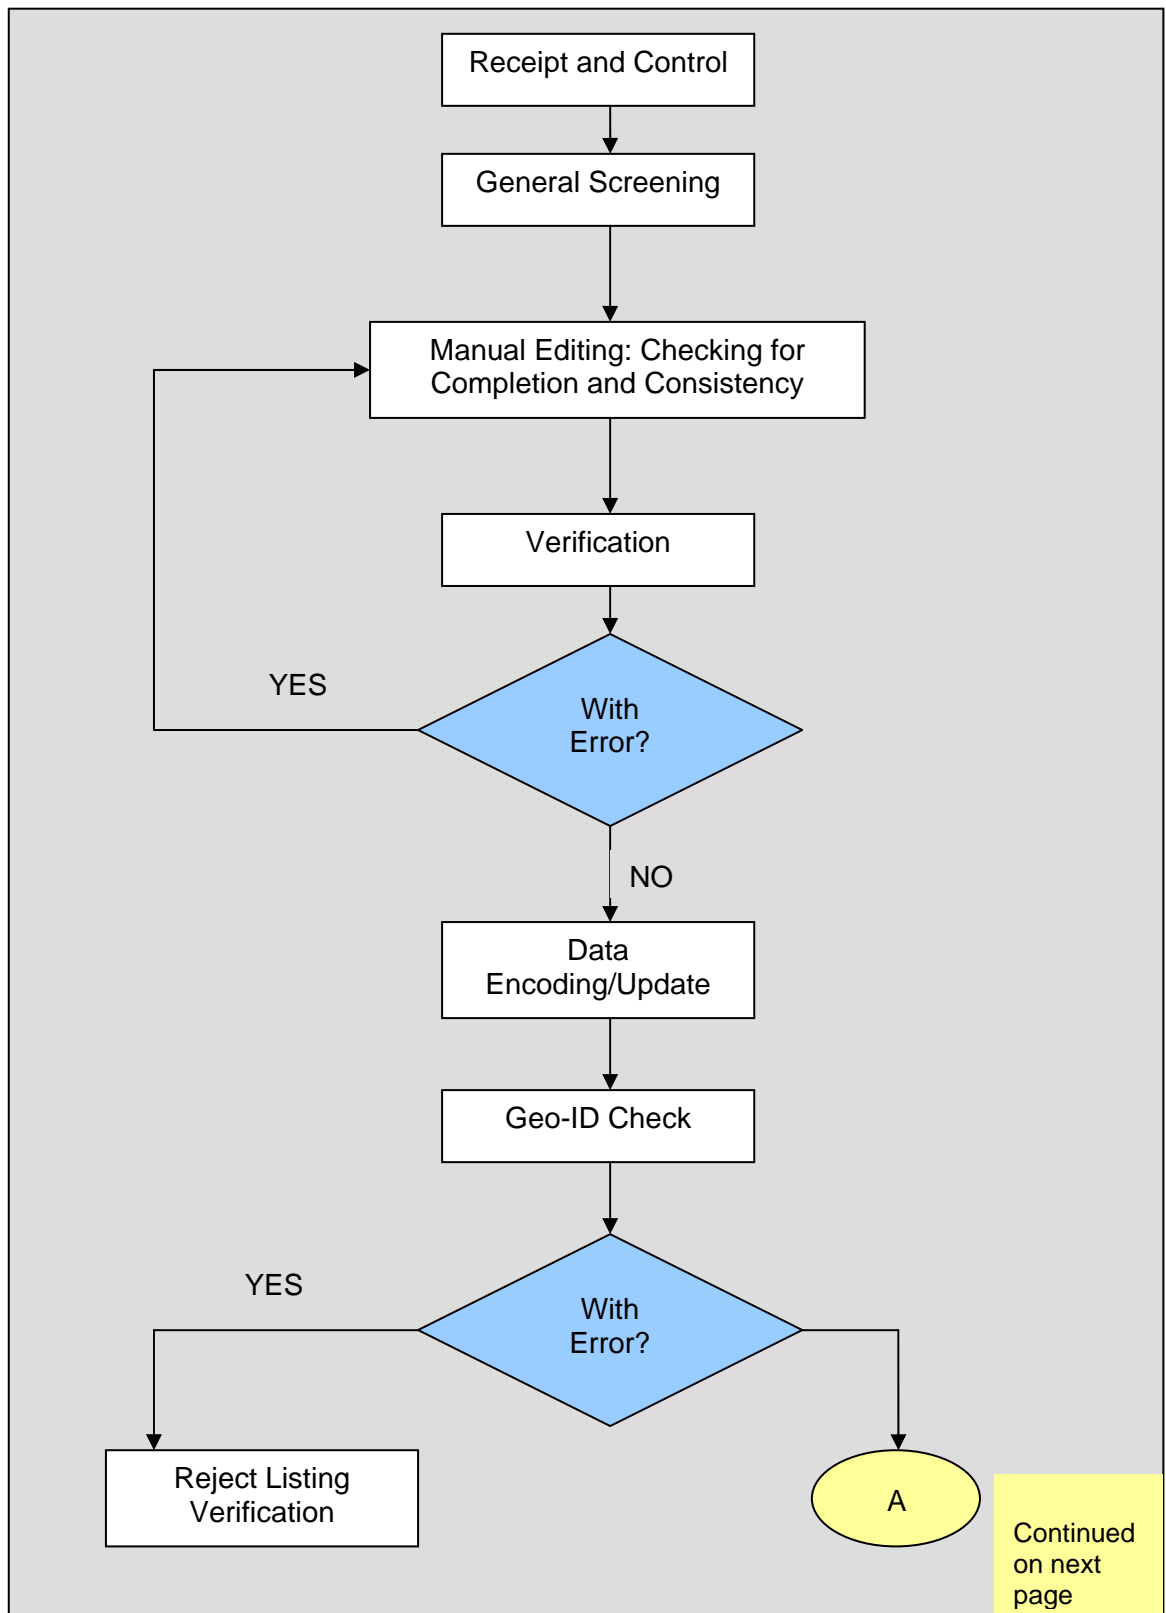 Receipt and Control
General Screening
Manual Editing: Checking for
Completion and Consistency
Verification
YES
With
Error?
NO
Data
Encoding/Update
Geo-ID Check
YES
With
Error?
Reject Listing
Verification
A
Continued
on next
page